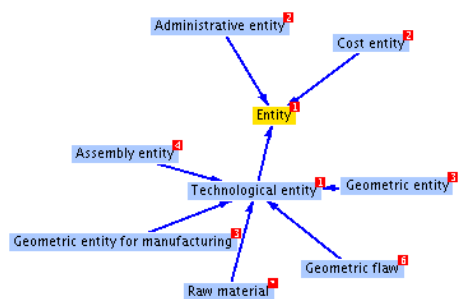 Administrative entity 2
Cost entity 2
Entity 1
Assembly entity 4
Technological entity 1
Geometric entity 3
Geometric entity for manufacturing 3
Geometric flaw 6
Raw material *